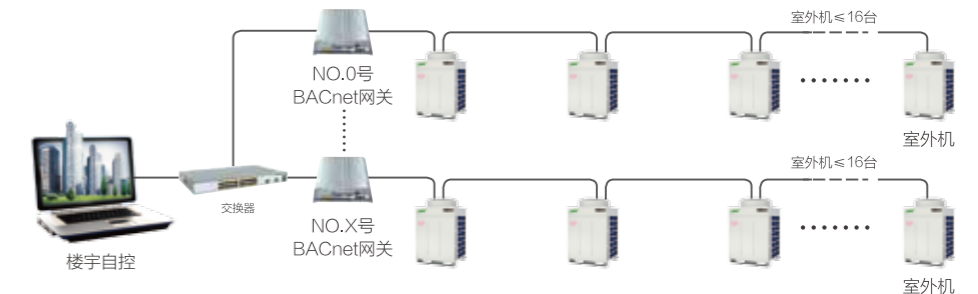 室外机≤16台
NO.0号
BACnet网关
室外机
室外机≤16台
交换器
NO.X号
BACnet网关
楼宇自控
室外机